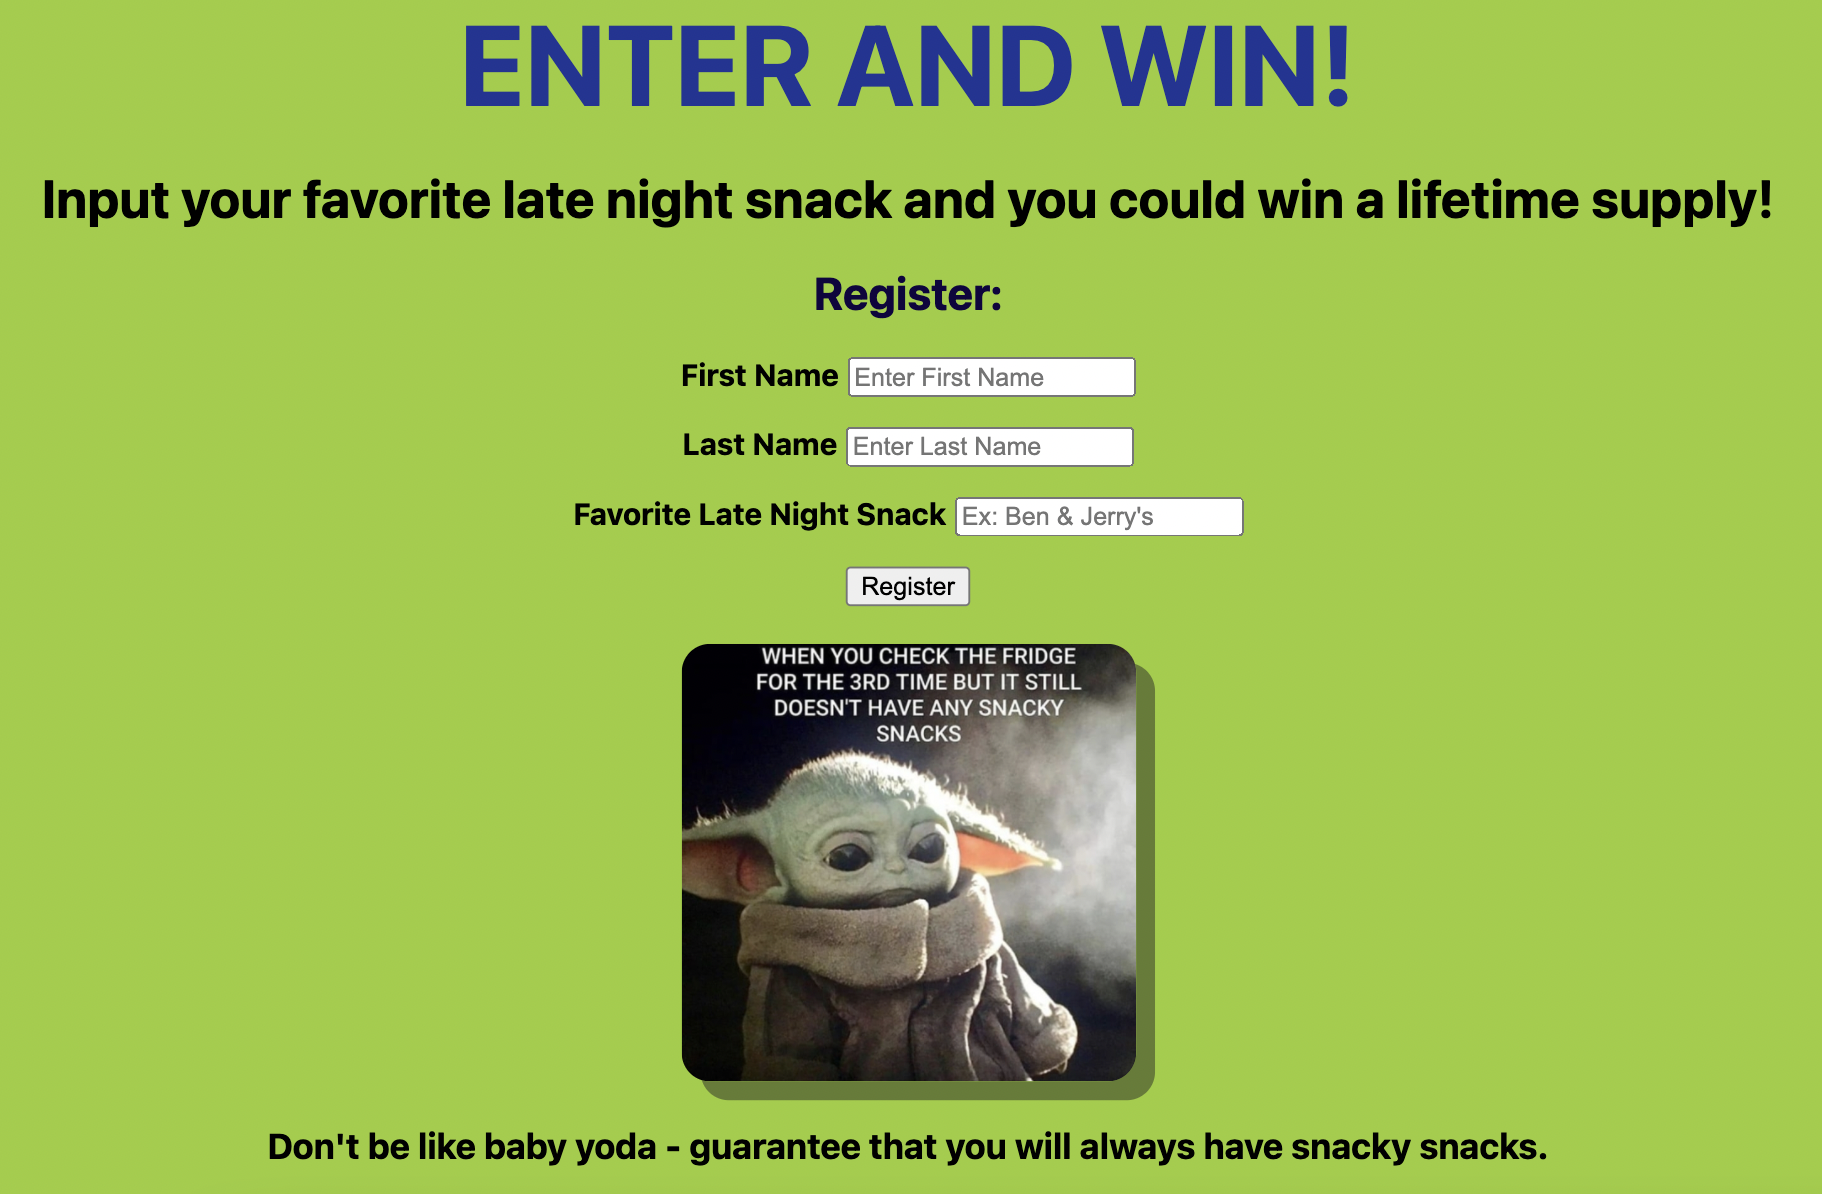 ENTER AND WIN!
Input your favorite late night snack and you could win a lifetime supply!
Register:
First Name Enter First Name
Last Name Enter Last Name
Favorite Late Night Snack Ex: Ben & Jerry's
Register
WHEN YOU CHECK THE FRIDGE
FOR THE 3RD TIME BUT IT STILL
DOESN'T HAVE ANY SNACKY
SNACKS
Don't be like baby yoda - guarantee that you will always have snacky snacks.